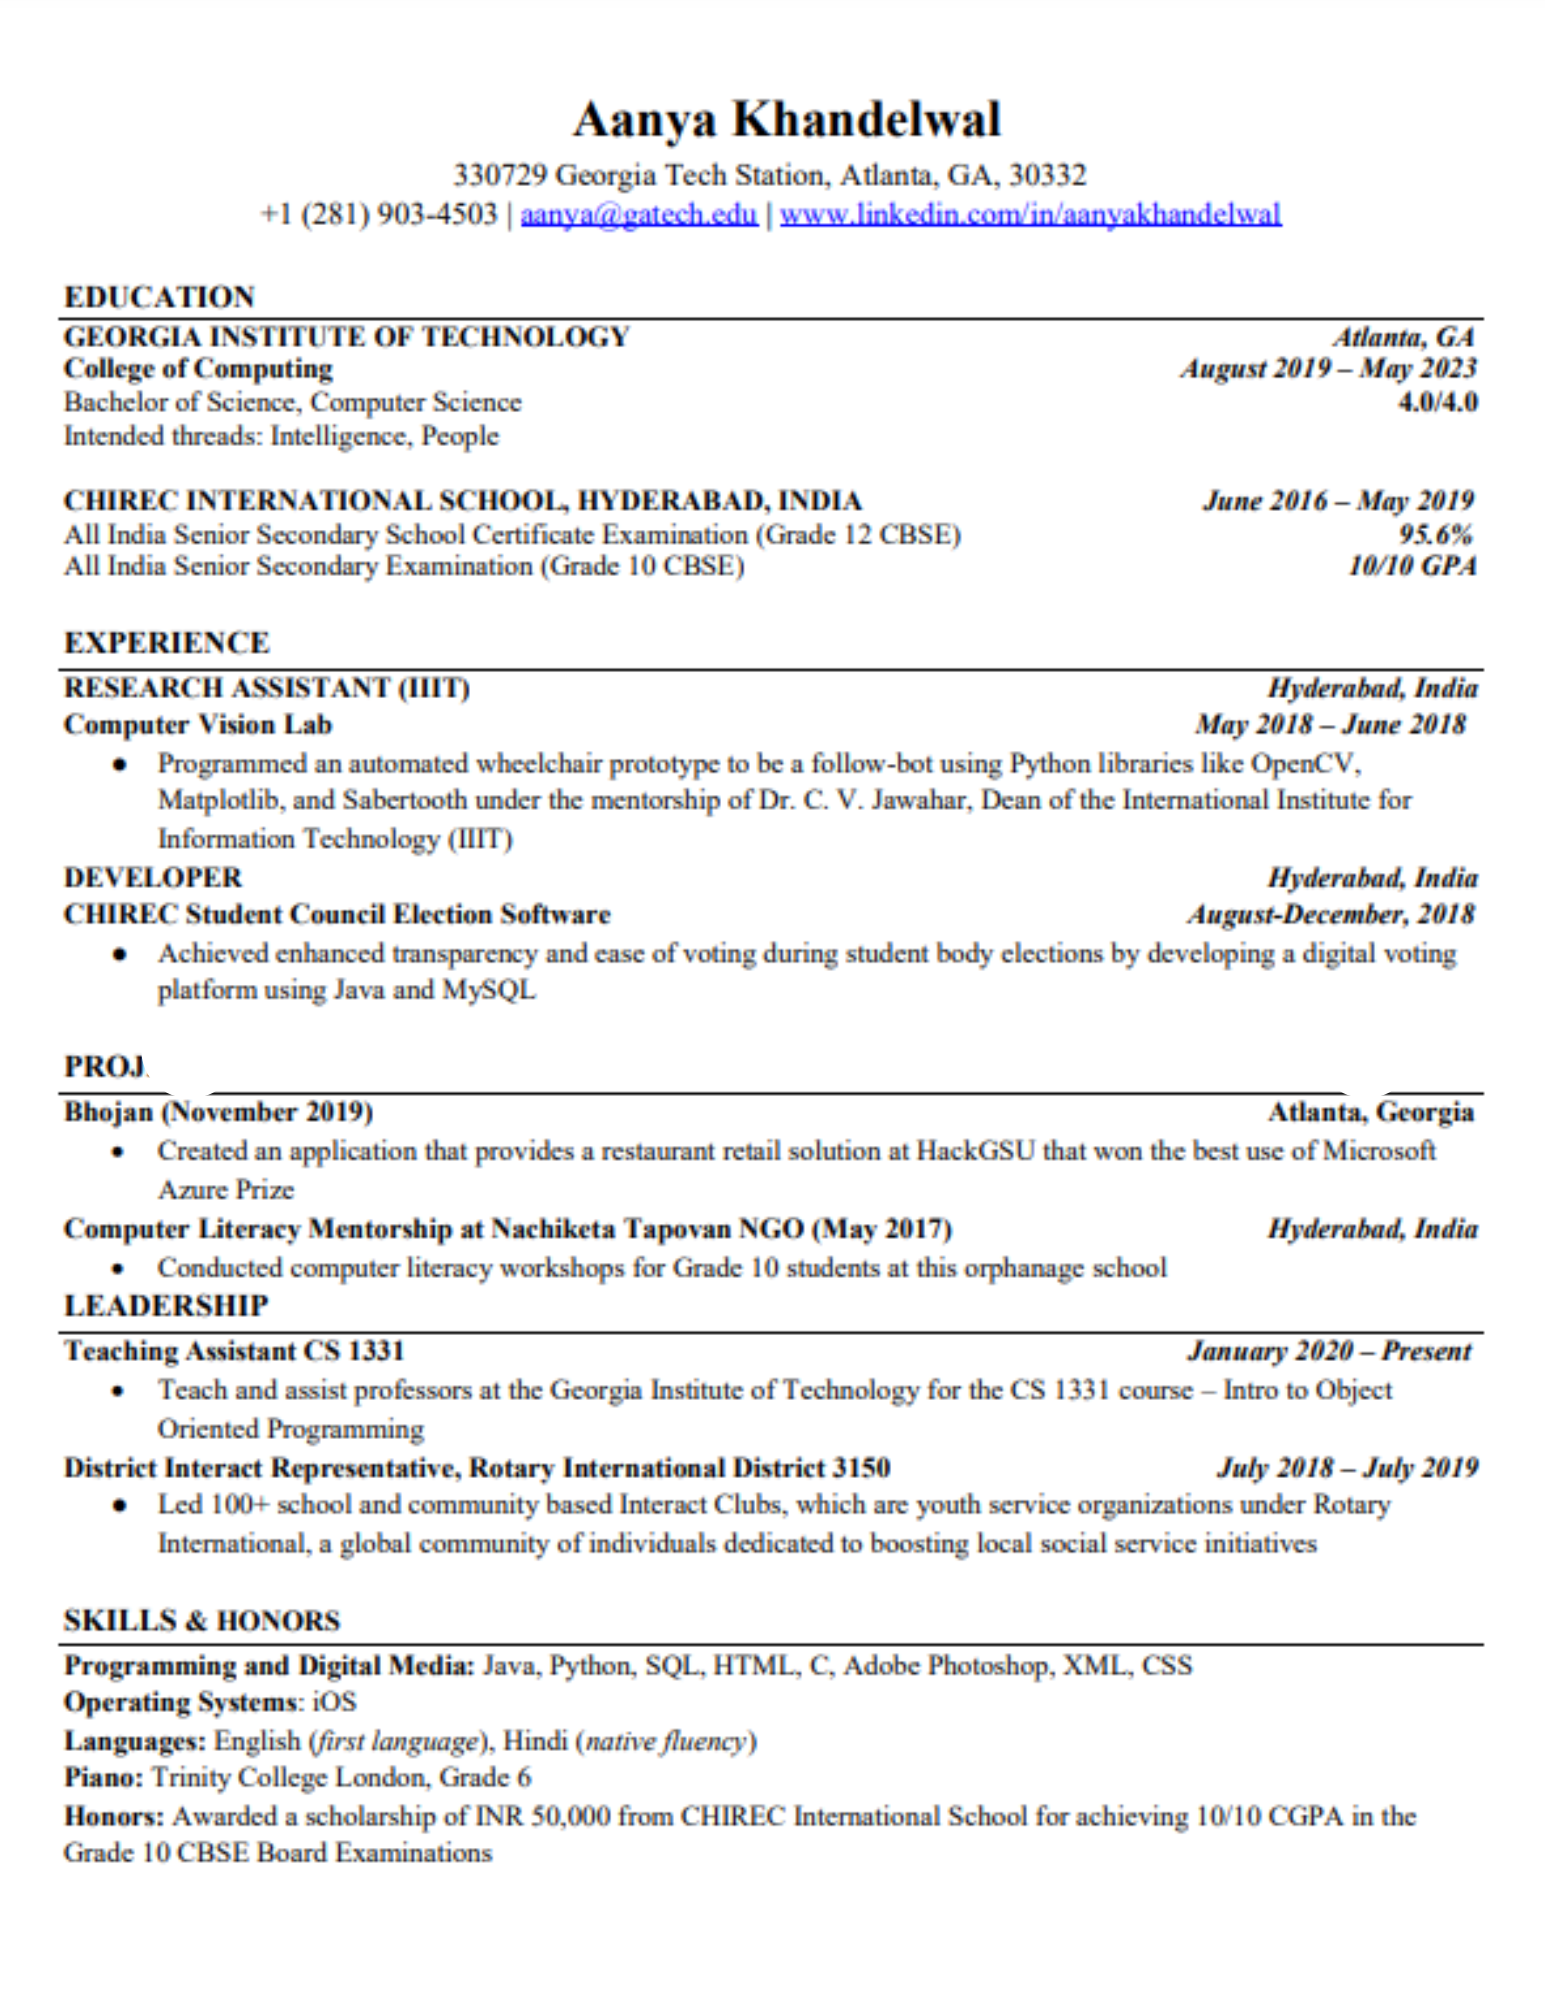 Aanya Khandelwal
330729 Georgia Tech Station, Atlanta, GA, 30332
+1 (281) 903-4503 | aanya@gatech.edu | www.linkedin.com/in/aanyakhandelwal
EDUCATION
GEORGIA INSTITUTE OF TECHNOLOGY Atlanta, GA
College of Computing August 2019 – May 2023
Bachelor of Science, Computer Science 4.0/4.0
Intended threads: Intelligence, People
CHIREC INTERNATIONAL SCHOOL, HYDERABAD, INDIA June 2016 – May 2019
All India Senior Secondary School Certificate Examination (Grade 12 CBSE) 95.6%
All India Senior Secondary Examination (Grade 10 CBSE) 10/10 GPA
EXPERIENCE
RESEARCH ASSISTANT (IIIT) Hyderabad, India
Computer Vision Lab May 2018 – June 2018
● Programmed an automated wheelchair prototype to be a follow-bot using Python libraries like OpenCV,
Matplotlib, and Sabertooth under the mentorship of Dr. C. V. Jawahar, Dean of the International Institute for
Information Technology (IIIT)
DEVELOPER Hyderabad, India
CHIREC Student Council Election Software August-December, 2018
● Achieved enhanced transparency and ease of voting during student body elections by developing a digital voting
platform using Java and MySQL
PROJ
Bhojan (November 2019) Atlanta, Georgia
● Created an application that provides a restaurant retail solution at HackGSU that won the best use of Microsoft
Azure Prize
Computer Literacy Mentorship at Nachiketa Tapovan NGO (May 2017) Hyderabad, India
● Conducted computer literacy workshops for Grade 10 students at this orphanage school
LEADERSHIP
Teaching Assistant CS 1331 January 2020 – Present
● Teach and assist professors at the Georgia Institute of Technology for the CS 1331 course – Intro to Object
Oriented Programming
District Interact Representative, Rotary International District 3150 July 2018 – July 2019
● Led 100+ school and community based Interact Clubs, which are youth service organizations under Rotary
International, a global community of individuals dedicated to boosting local social service initiatives
SKILLS & HONORS
Programming and Digital Media: Java, Python, SQL, HTML, C, Adobe Photoshop, XML, CSS
Operating Systems: iOS
Languages: English (first language), Hindi (native fluency)
Piano: Trinity College London, Grade 6
Honors: Awarded a scholarship of INR 50,000 from CHIREC International School for achieving 10/10 CGPA in the
Grade 10 CBSE Board Examinations